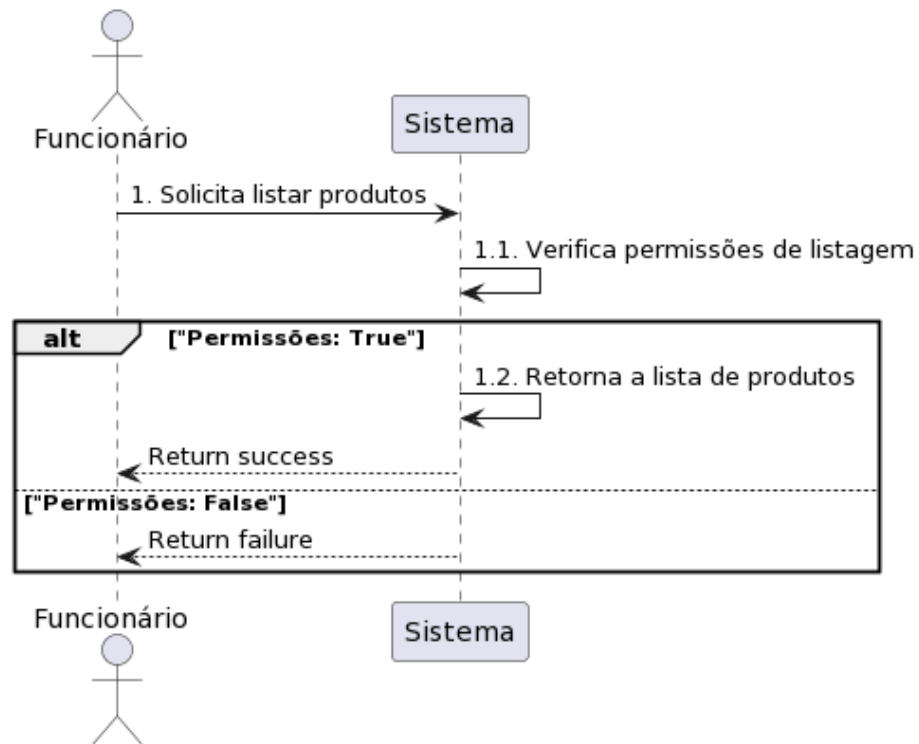 Funcionário
Sistema
1. Solicita listar produtos
1.1. Verifica permissões de listagem
alt
["Permissões: True"]
1.2. Retorna a lista de produtos
Return success
["Permissões: False"]
Return failure
Funcionário
Sistema